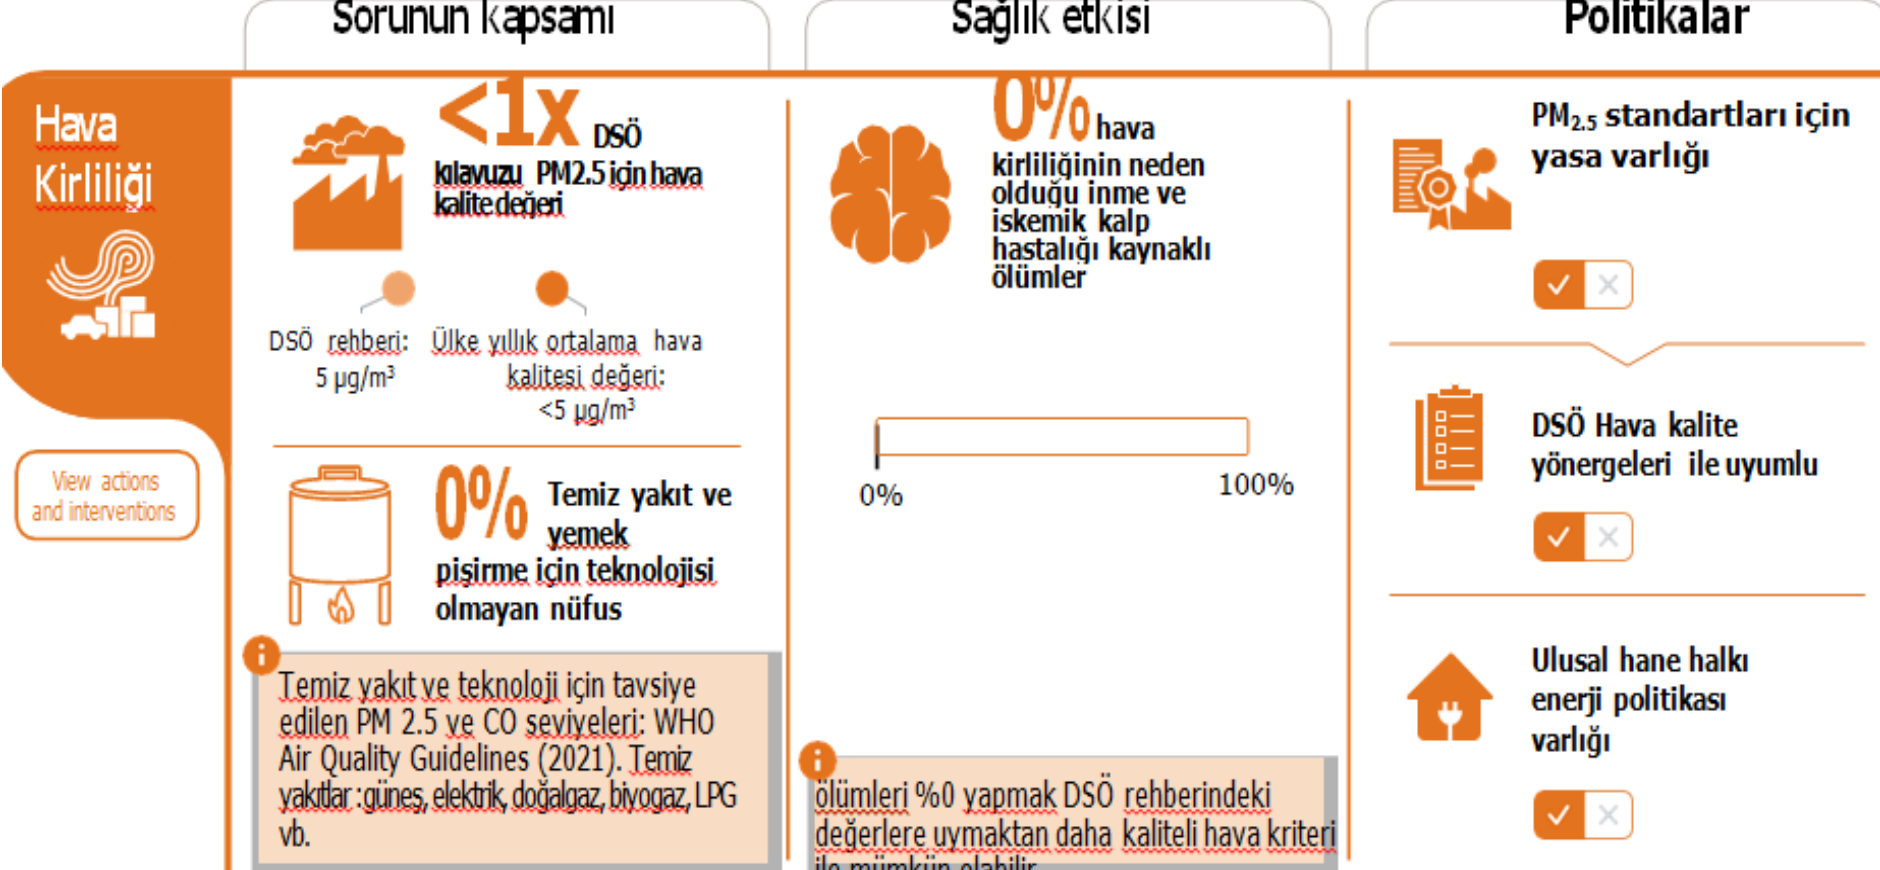 Sorunun kapsamı
Sağlık etkisi
Politikalar
Hava
Kirliliği
View actions
and interventions
<1x DSÖ
kılavuzu PM2.5 için hava
kalite değeri
DSÖ rehberi:
5 µg/m³
Ülke yıllık ortalama hava
kalitesi değeri:
<5 µg/m³
0% Temiz yakıt ve
yemek
pişirme için teknolojisi
olmayan nüfus
Temiz yakıt ve teknoloji için tavsiye
edilen PM 2.5 ve CO seviyeleri: WHO
Air Quality Guidelines (2021). Temiz
yakıtlar :güneş, elektrik, doğalgaz, biyogaz, LPG
vb.
0% hava
kirliliğinin neden
olduğu inme ve
iskemik kalp
hastalığı kaynaklı
ölümler
0%
100%
ölümleri %0 yapmak DSÖ rehberindeki
değerlere uymaktan daha kaliteli hava kriteri
ile mümkün olabilir
PM₂.₅ standartları için
yasa varlığı
DSÖ Hava kalite
yönergeleri ile uyumlu
Ulusal hane halkı
enerji politikası
varlığı